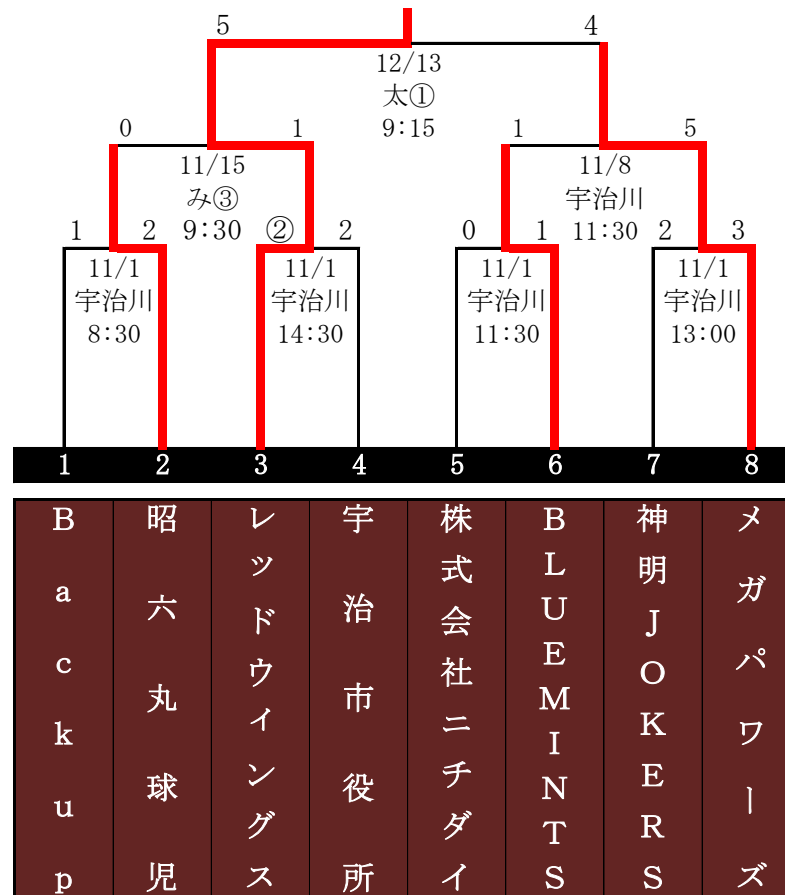 5 4
12/13
太①
9:15
0 1 1 5
11/15 11/8
み③ 宇治川
9:30 11:30
1 2 ② 2 0 1 2 3
11/1 11/1 11/1 11/1
宇治川 宇治川 宇治川 宇治川
8:30 14:30 11:30 13:00
1 2 3 4 5 6 7 8
Backup
昭六丸球児
レッドウイングス
宇治市役所
株式会社ニチダイ
BLUEMINTS
神明JOKERS
メガパワーズ